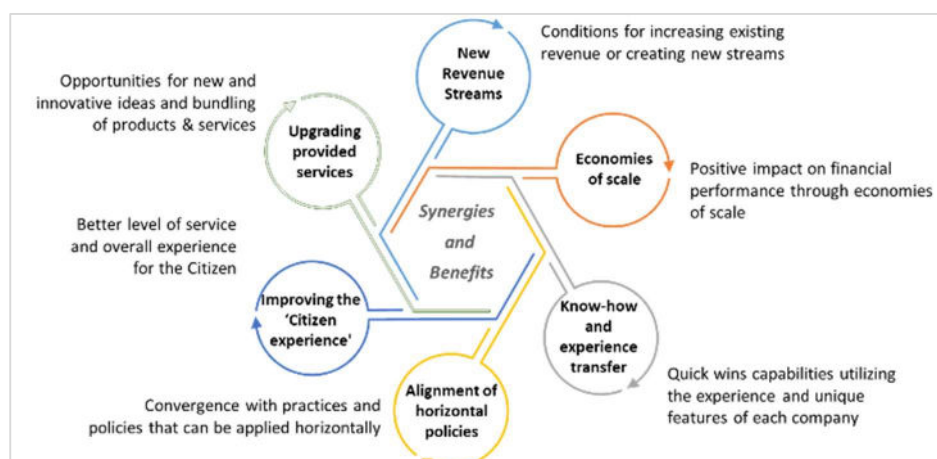 New
Revenue
Streams
Conditions for increasing existing
revenue or creating new streams
Opportunities for new and
innovative ideas and bundling
of products & services
Upgrading
provided
services
Economies
of scale
Positive impact on financial
performance through economies
of scale
Synergies
and
Benefits
Better level of service
and overall experience
for the Citizen
Improving the
'Citizen
experience'
Know-how
and
experience
transfer
Quick wins capabilities utilizing
the experience and unique
features of each company
Alignment of
horizontal
policies
Convergence with practices and
policies that can be applied horizontally